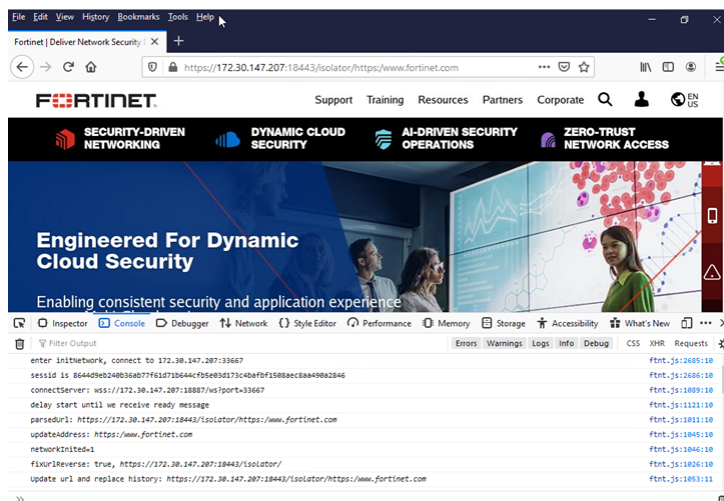 File Edit View History Bookmarks Tools Help
Fortinet | Deliver Network Security
https://172.30.147.207:18443/isolator/https:/www.fortinet.com
FORTINET
Support Training Resources Partners Corporate EN US
SECURITY-DRIVEN NETWORKING
DYNAMIC CLOUD SECURITY
AI-DRIVEN SECURITY OPERATIONS
ZERO-TRUST NETWORK ACCESS
Engineered For Dynamic
Cloud Security
Enabling consistent security and application experience
Inspector Console Debugger Network Style Editor Performance Memory Storage Accessibility What's New
Filter Output Errors Warnings Logs Info Debug CSS XHR Requests
enter initNetwork, connect to 172.30.147.207:33667 ftnt.js:2685:10
sessid is 8644d9eb240b36ab77f61d71b644cfb5e03d173c4bafbf1508aec8aa490a2846 ftnt.js:2686:10
connectServer: wss://172.30.147.207:18887/ws?port=33667 ftnt.js:1089:10
delay start until we receive ready message ftnt.js:1121:10
parsedUrl: https://172.30.147.207:18443/isolator/https:/www.fortinet.com ftnt.js:1011:10
updateAddress: https:/www.fortinet.com ftnt.js:1045:10
networkInited=1 ftnt.js:1046:10
fixUrlReverse: true, https://172.30.147.207:18443/isolator/ ftnt.js:1026:10
Update url and replace history: https://172.30.147.207:18443/isolator/https:/www.fortinet.com ftnt.js:1053:11